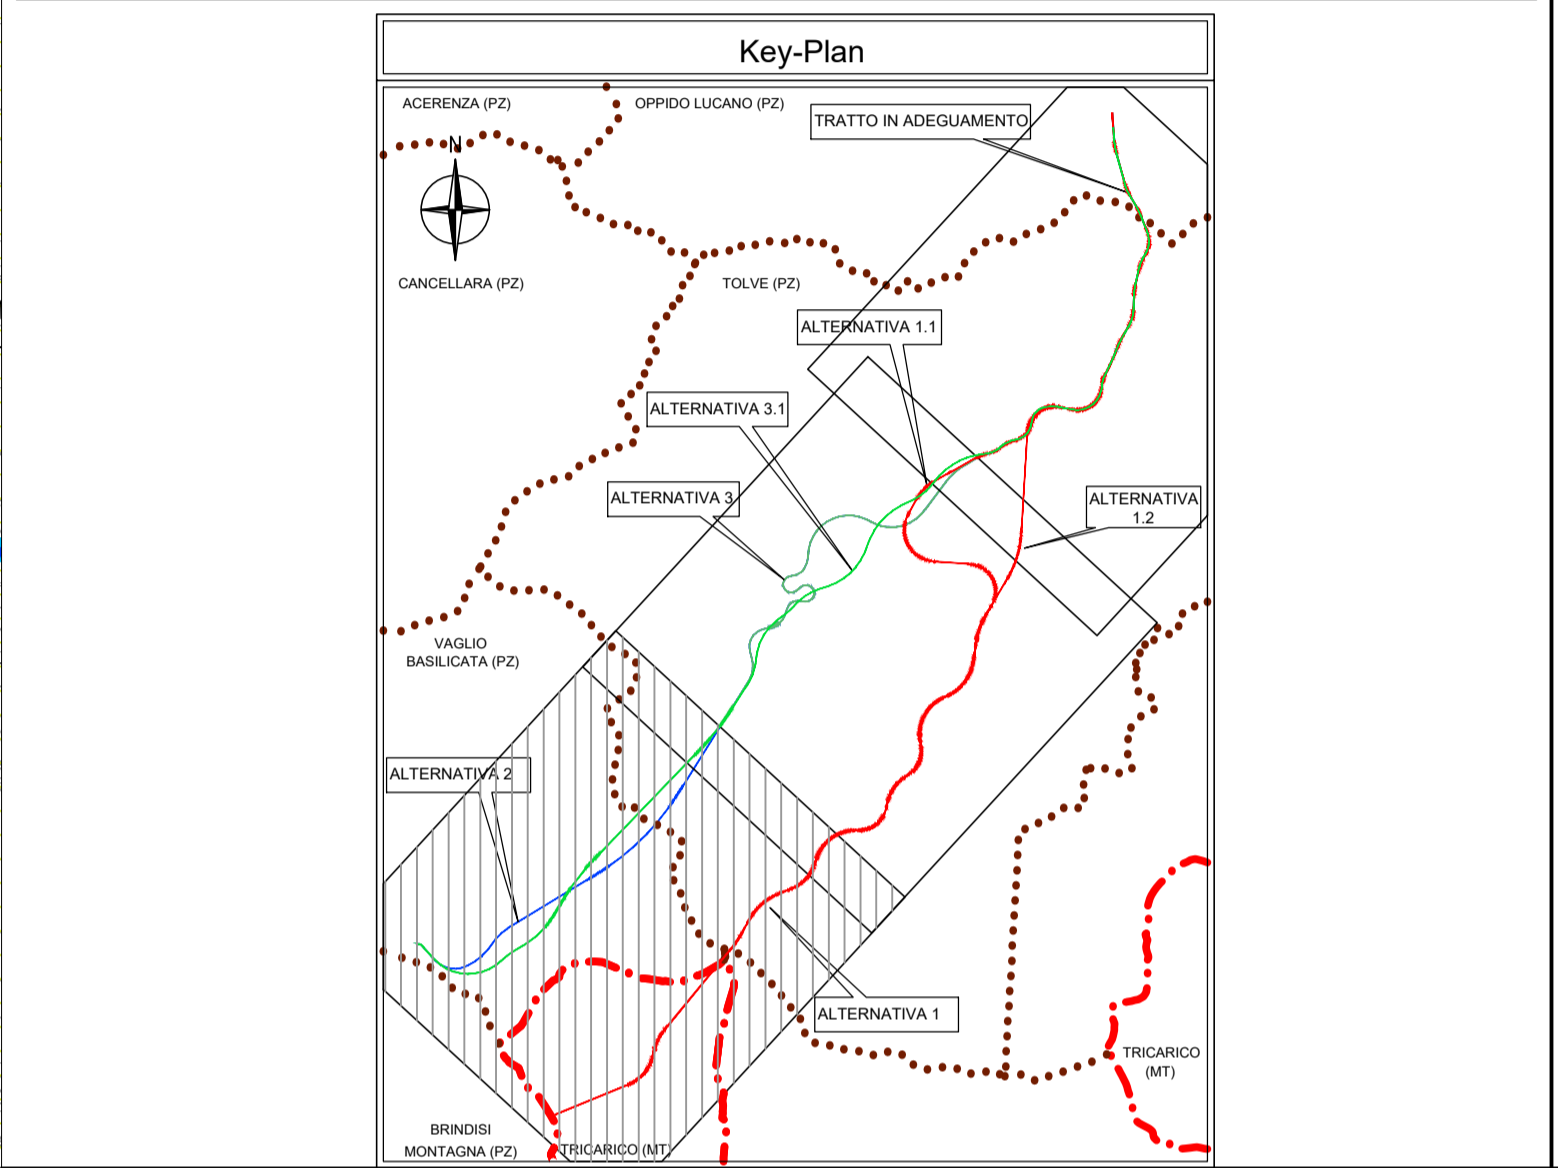 Key-Plan
ACERENZA (PZ)
OPPIDO LUCANO (PZ)
TRATTO IN ADEGUAMENTO
N
CANCELLARA (PZ)
TOLVE (PZ)
ALTERNATIVA 1.1
ALTERNATIVA 3.1
ALTERNATIVA 3
ALTERNATIVA
1.2
VAGLIO
BASILICATA (PZ)
ALTERNATIVA 2
ALTERNATIVA 1
TRICARICO
(MT)
BRINDISI
MONTAGNA (PZ)
TRICARICO (MT)